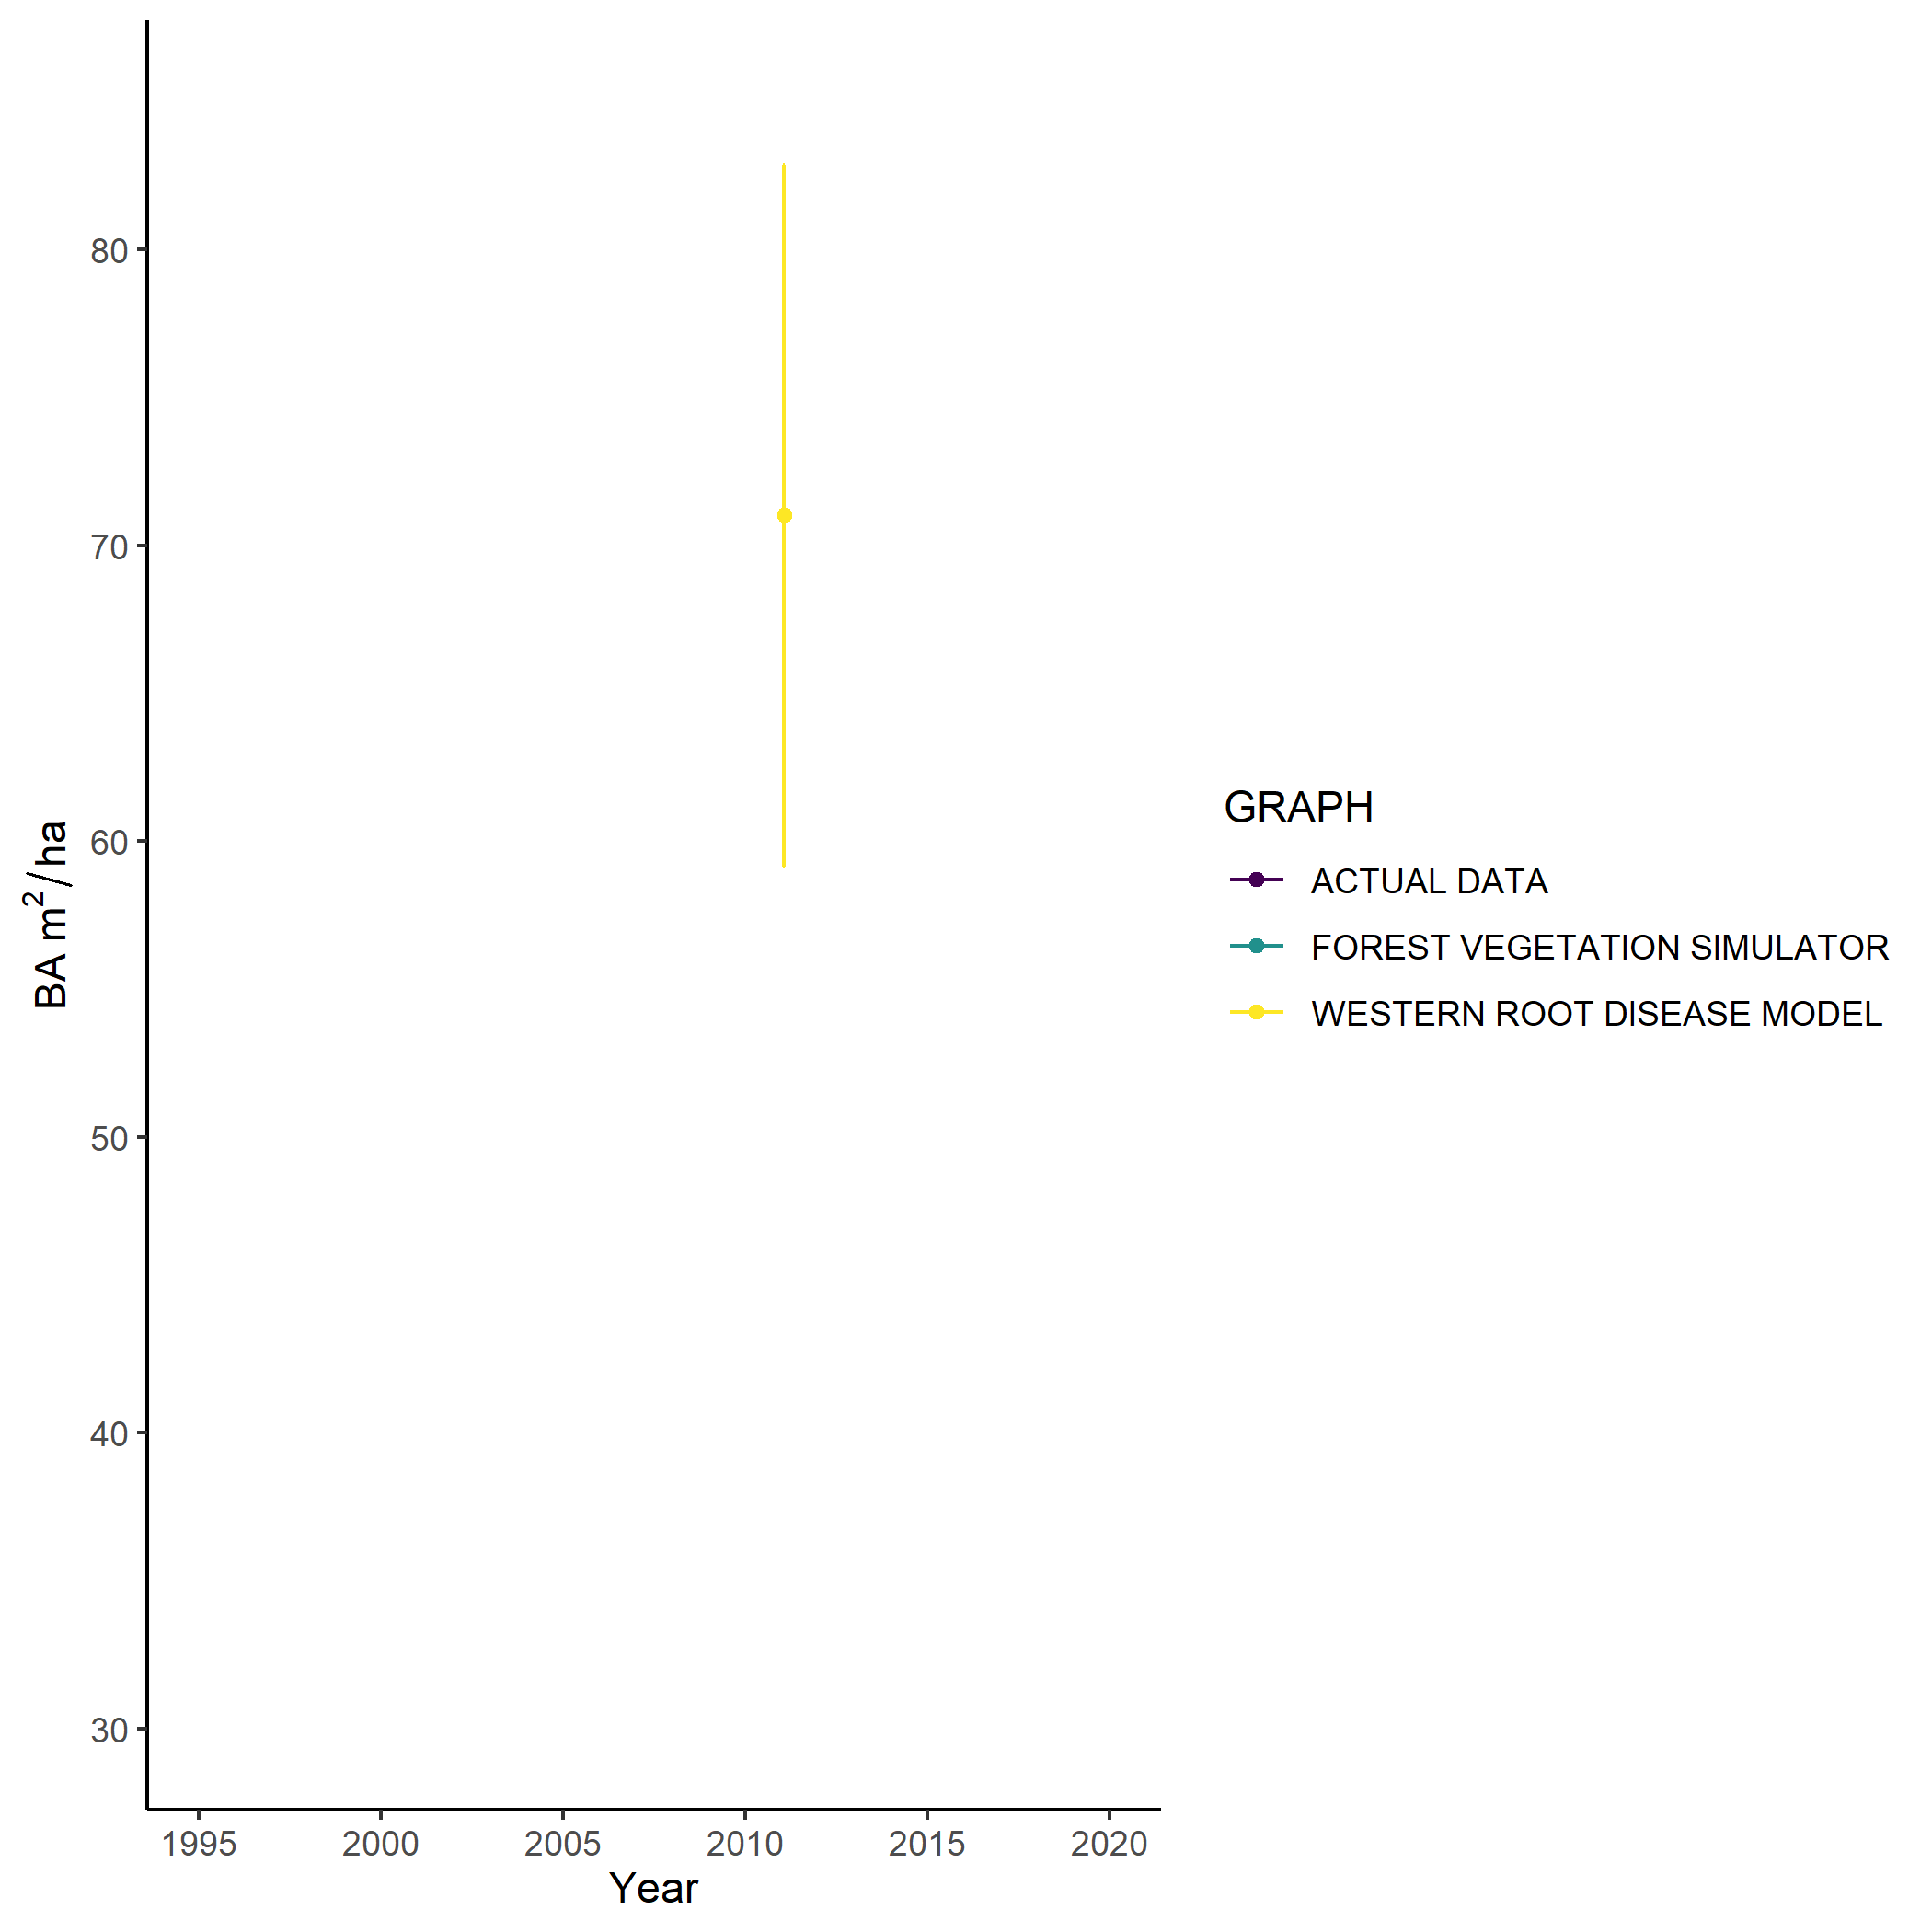 80
70
60
50
40
30
BA m²/ha
1995 2000 2005 2010 2015 2020
Year
GRAPH
ACTUAL DATA
FOREST VEGETATION SIMULATOR
WESTERN ROOT DISEASE MODEL